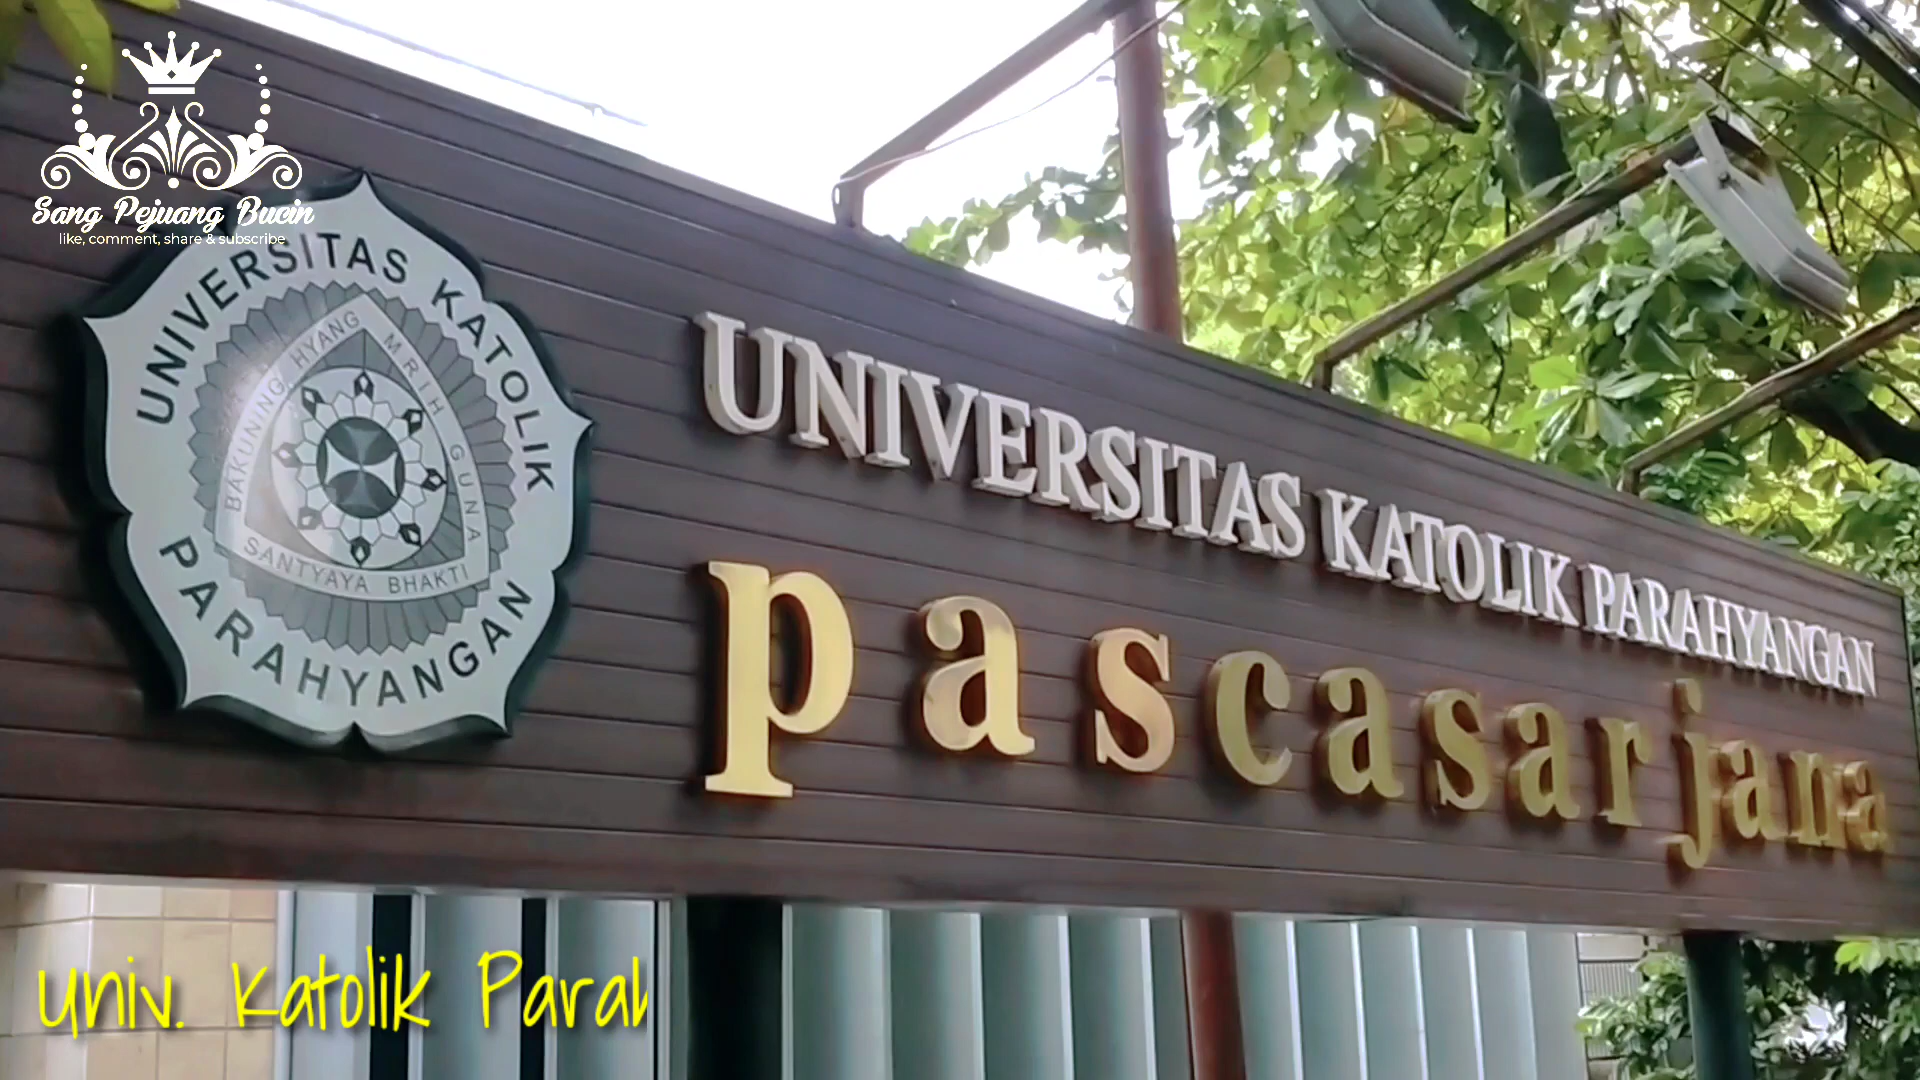 Sang Pejuang Bucin
like, comment, share & subscribe
UNIVERSITAS KATOLIK
PARAHYANGAN
BAKUNING HYANG MRIH GUNA
SANTYAYA BHAKTI
UNIVERSITAS KATOLIK PARAHYANGAN
pascasarjana
Univ. Katolik Parah